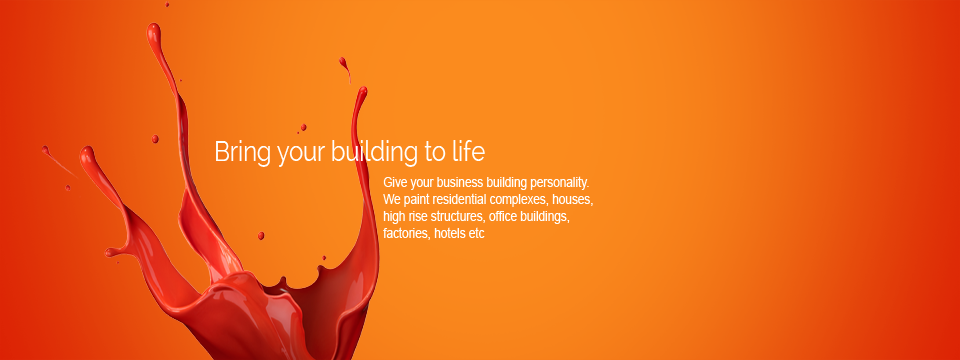 Bring your building to life
Give your business building personality.
We paint residential complexes, houses,
high rise structures, office buildings,
factories, hotels etc